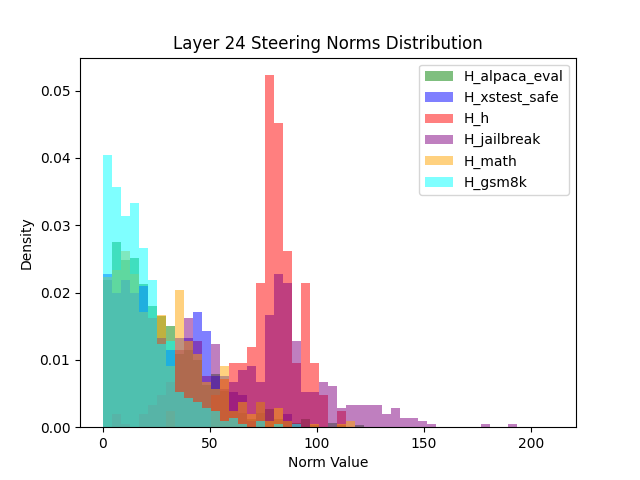 Layer 24 Steering Norms Distribution
H_alpaca_eval
H_xstest_safe
H_h
H_jailbreak
H_math
H_gsm8k
0.05
0.04
0.03
0.02
0.01
0.00
Density
0
50
100
150
200
Norm Value